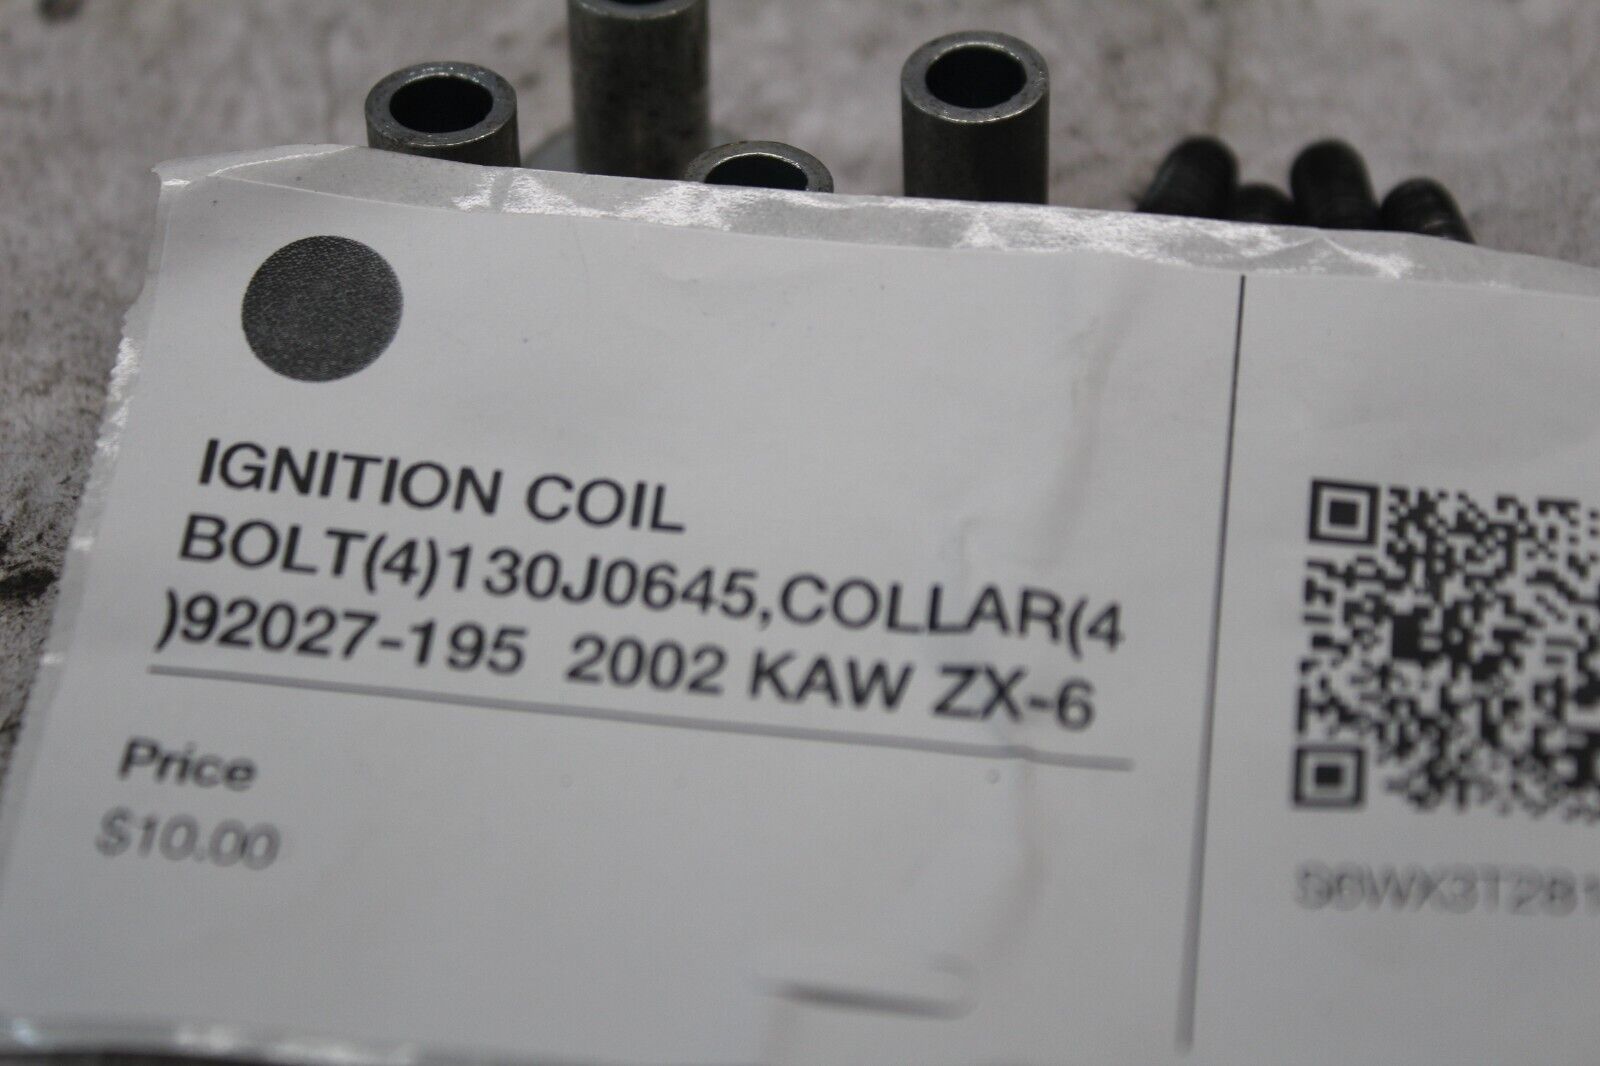 IGNITION COIL
BOLT(4)130J0645,COLLAR(4
)92027-195  2002 KAW ZX-6
Price
$10.00